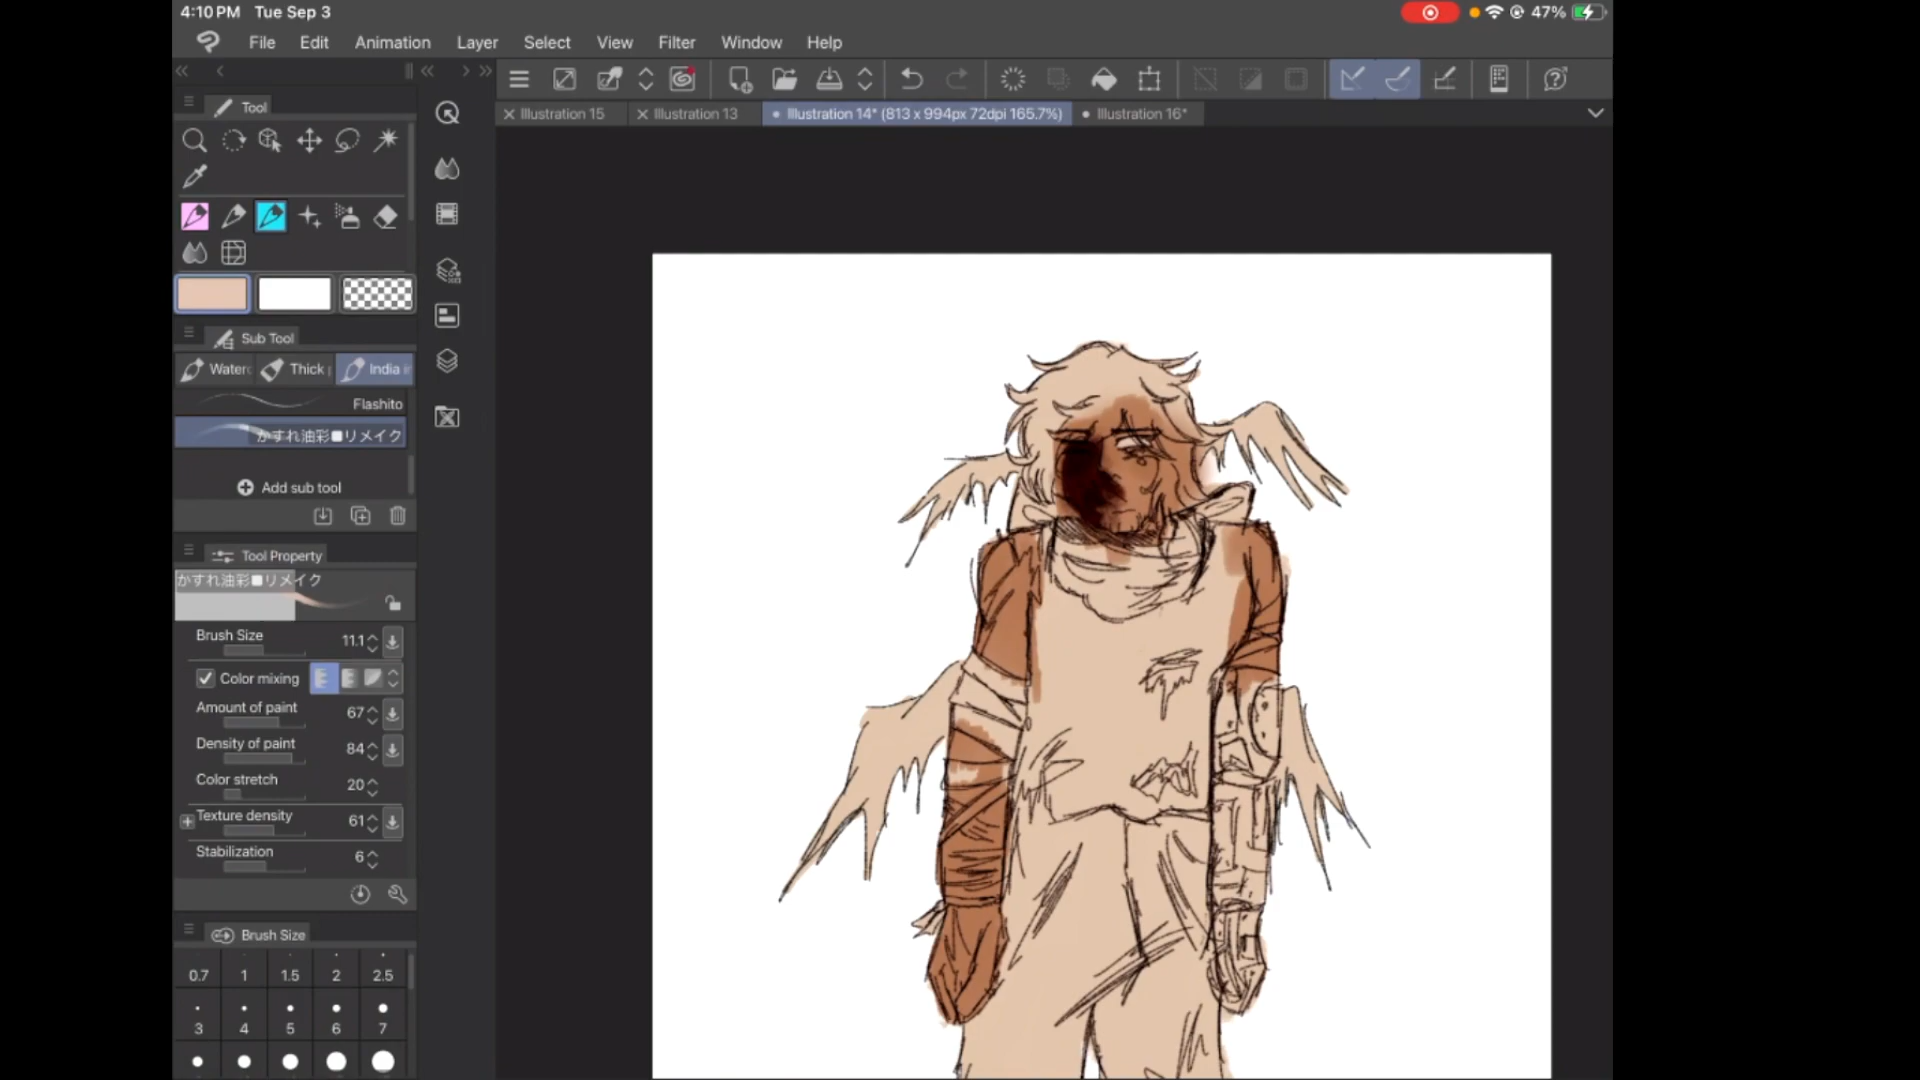 4:10 PM Tue Sep 3 47%
File Edit Animation Layer Select View Filter Window Help
Tool
Illustration 15 Illustration 13 Illustration 14* (813 x 994px 72dpi 165.7%) Illustration 16*
Sub Tool
Thick India
Flashito
かすれ油彩■リメイク
Add sub tool
Tool Property
かすれ油彩■リメイク
Brush Size 11.1
Color mixing
Amount of paint 67
Density of paint 84
Color stretch 20
Texture density 61
Stabilization 6
Brush Size
0.7 1 1.5 2 2.5
3 4 5 6 7